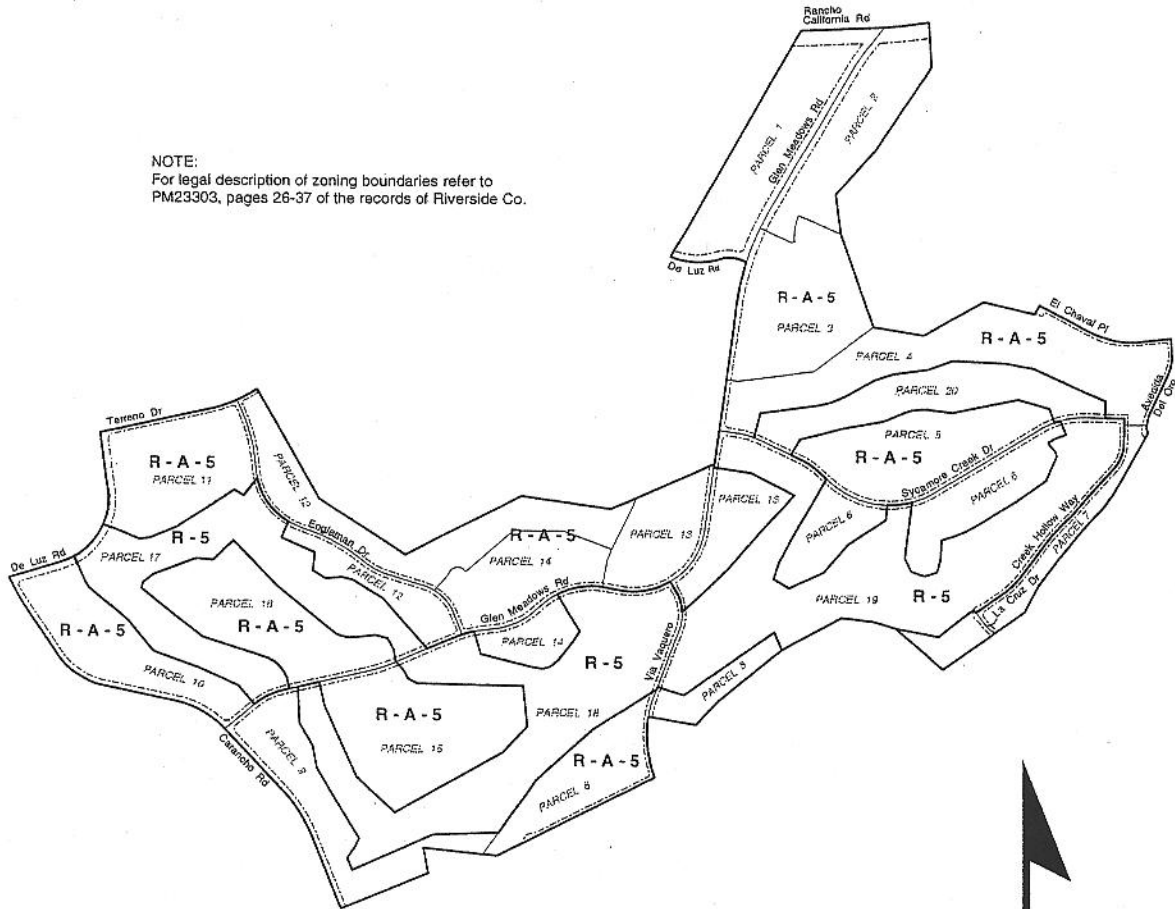 Rancho
California Rd
PARCEL 1
Glen Meadows Rd
PARCEL 2
NOTE:
For legal description of zoning boundaries refer to
PM23303, pages 26-37 of the records of Riverside Co.
De Luz Rd
R - A - 5
PARCEL 3
El Chaval Pl
R - A - 5
PARCEL 4
Avenida
Del Oro
PARCEL 20
Terreno Dr
PARCEL 5
R - A - 5
Sycamore Creek Dr
R - A - 5
PARCEL 11
PARCEL 12
PARCEL 13
PARCEL 6
PARCEL 6
Creek Hollow Way
PARCEL 7
Engleman Dr
R - A - 5
PARCEL 14
PARCEL 13
R - 5
De Luz Rd
PARCEL 17
PARCEL 12
PARCEL 16
R - A - 5
Glen Meadows Rd
PARCEL 14
PARCEL 19
R - 5
La Cruz Dr
R - A - 5
PARCEL 10
R - 5
Via Vaquero
PARCEL 8
R - A - 5
PARCEL 15
PARCEL 18
PARCEL 9
Carancho Rd
R - A - 5
PARCEL 8